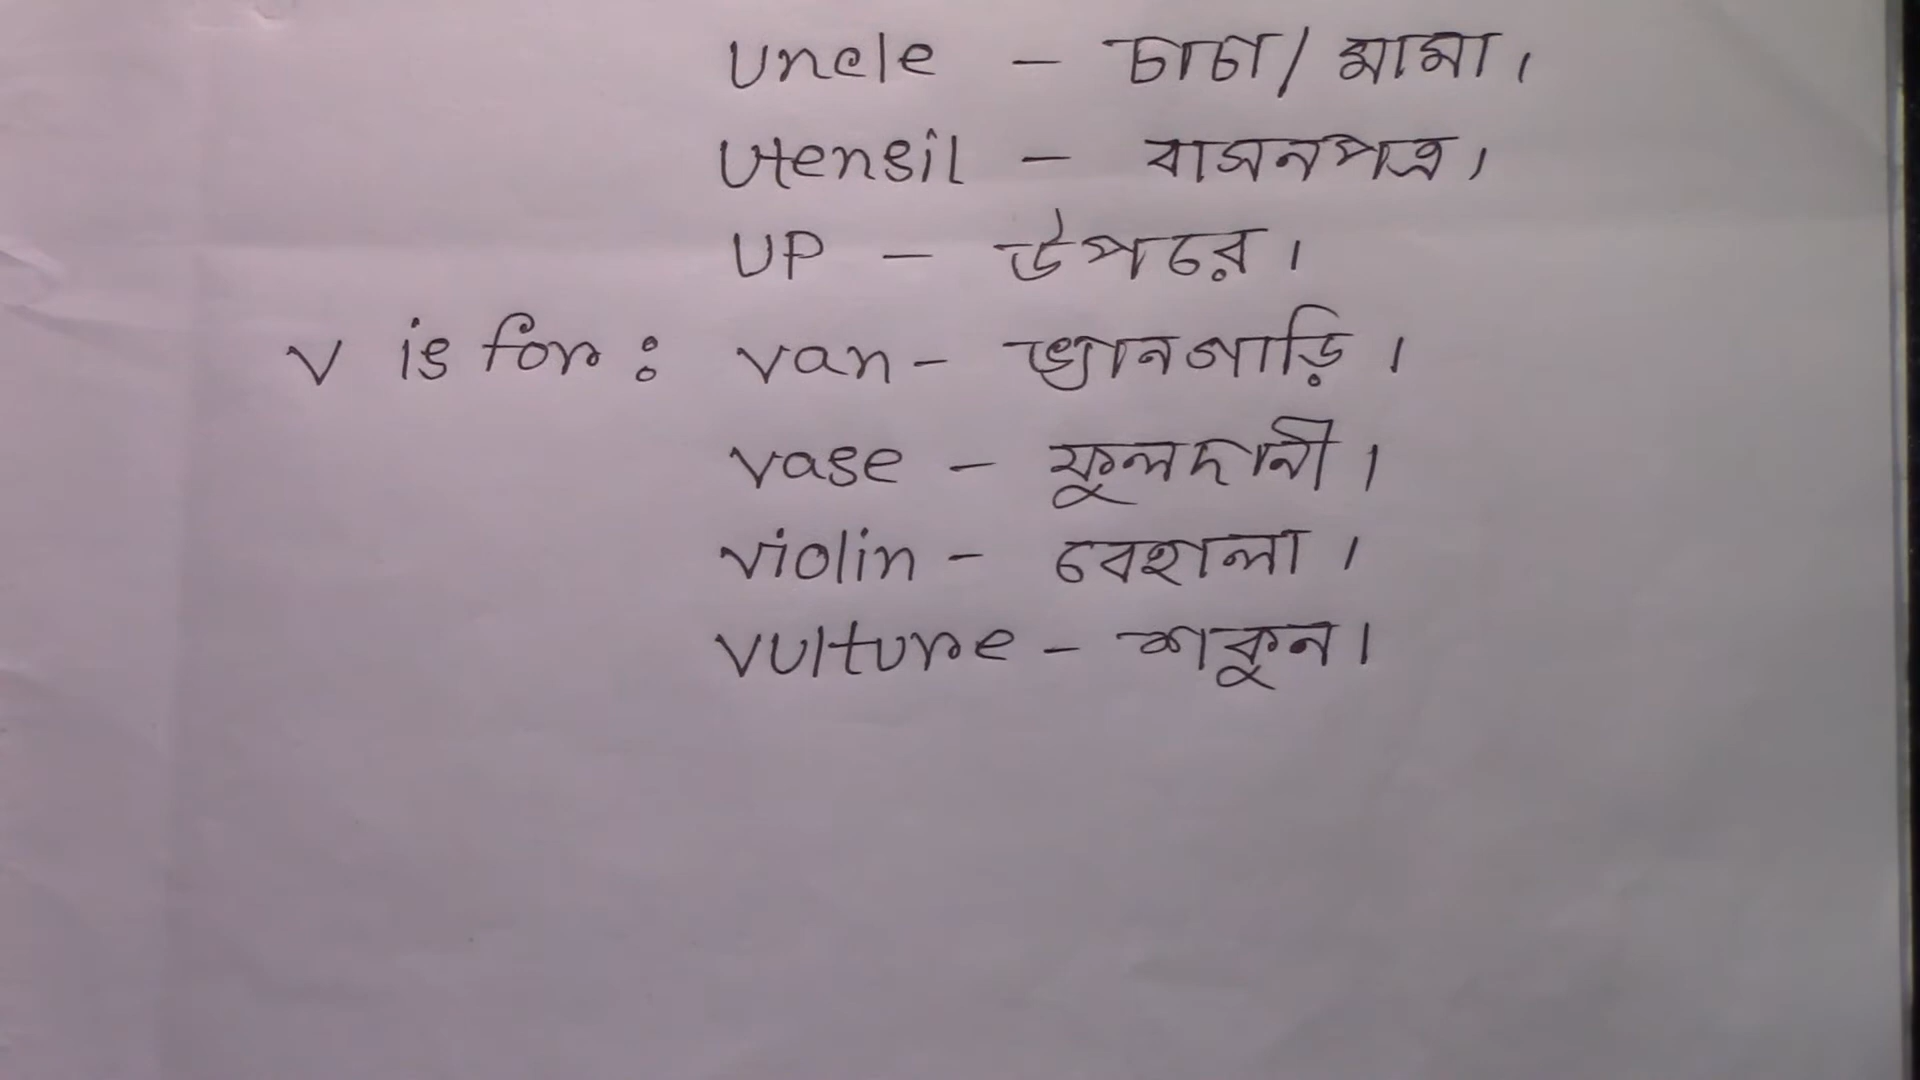 Uncle - চাচা/ মামা।
Utensil - বাসনপত্র।
UP - উপরে।
V is for : van - ভ্যানগাড়ি।
vase - ফুলদানী।
violin - বেহালা।
vulture - শকুন।